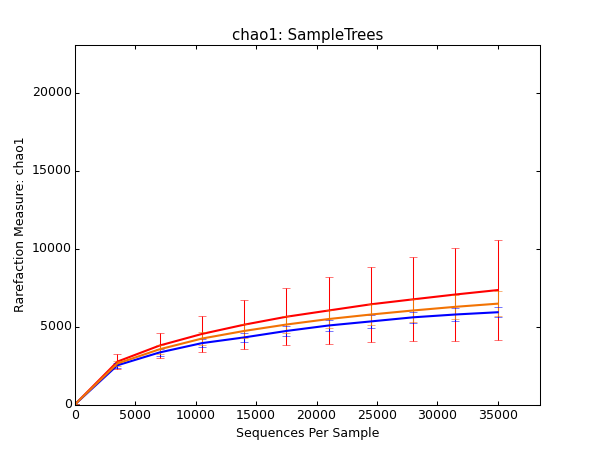 chao1: SampleTrees
Rarefaction Measure: chao1
20000
15000
10000
5000
0
0 5000 10000 15000 20000 25000 30000 35000
Sequences Per Sample